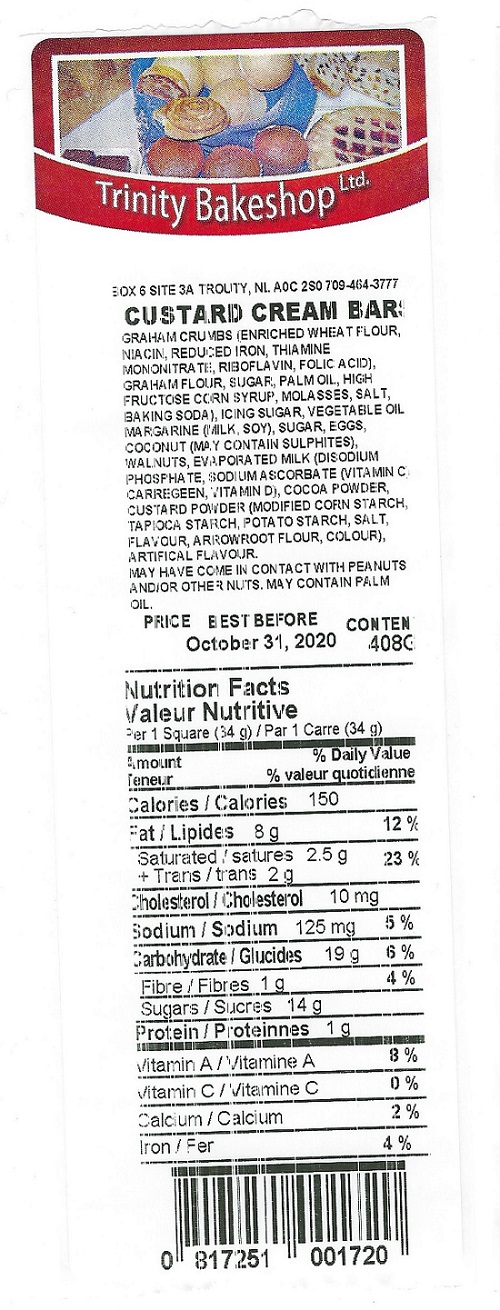 Trinity Bakeshop Ltd.
BOX 6 SITE 3A TROUTY, NL A0C 2S0 709-464-3777
CUSTARD CREAM BARS
GRAHAM CRUMBS (ENRICHED WHEAT FLOUR,
NIACIN, REDUCED IRON, THIAMINE
MONONITRATE, RIBOFLAVIN, FOLIC ACID),
GRAHAM FLOUR, SUGAR, PALM OIL, HIGH
FRUCTOSE CORN SYRUP, MOLASSES, SALT,
BAKING SODA), ICING SUGAR, VEGETABLE OIL
MARGARINE (MILK, SOY), SUGAR, EGGS,
COCONUT (MAY CONTAIN SULPHITES),
WALNUTS, EVAPORATED MILK (DISODIUM
PHOSPHATE, SODIUM ASCORBATE (VITAMIN C)
CARREGEEN, VITAMIN D), COCOA POWDER,
CUSTARD POWDER (MODIFIED CORN STARCH,
TAPIOCA STARCH, POTATO STARCH, SALT,
FLAVOUR, ARROWROOT FLOUR, COLOUR),
ARTIFICAL FLAVOUR.
MAY HAVE COME IN CONTACT WITH PEANUTS
AND/OR OTHER NUTS. MAY CONTAIN PALM
OIL.
PRICE BEST BEFORE CONTEN
October 31, 2020 408G
Nutrition Facts
Valeur Nutritive
Per 1 Square (34 g) / Par 1 Carre (34 g)
Amount % Daily Value
Teneur % valeur quotidienne
Calories / Calories 150
Fat / Lipides 8 g 12 %
Saturated / satures 2.5 g 23 %
+ Trans / trans 2 g
Cholesterol / Cholesterol 10 mg
Sodium / Sodium 125 mg 5 %
Carbohydrate / Glucides 19 g 6 %
Fibre / Fibres 1 g 4 %
Sugars / Sucres 14 g
Protein / Proteinnes 1 g
Vitamin A / Vitamine A 8 %
Vitamin C / Vitamine C 0 %
Calcium / Calcium 2 %
Iron / Fer 4 %
0 817251 001720